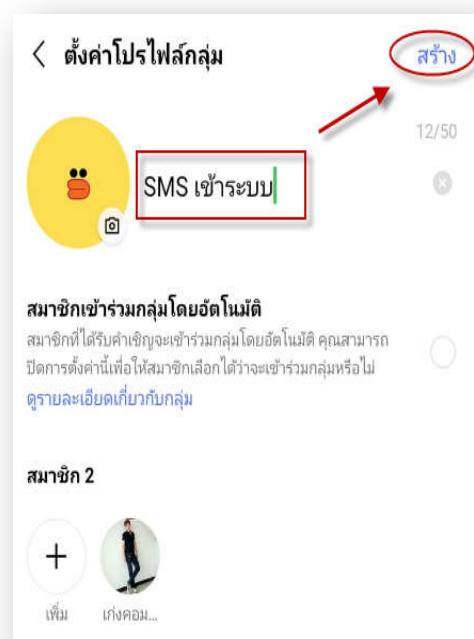 ตั้งค่าโปรไฟล์กลุ่ม สร้าง
12/50
SMS เข้าระบบ
สมาชิกเข้าร่วมกลุ่มโดยอัตโนมัติ
สมาชิกที่ได้รับคำเชิญจะเข้าร่วมกลุ่มโดยอัตโนมัติ คุณสามารถ
ปิดการตั้งค่านี้เพื่อให้สมาชิกเลือกได้ว่าจะเข้าร่วมกลุ่มหรือไม่
ดูรายละเอียดเกี่ยวกับกลุ่ม
สมาชิก 2
เพิ่ม เก่งคอม...